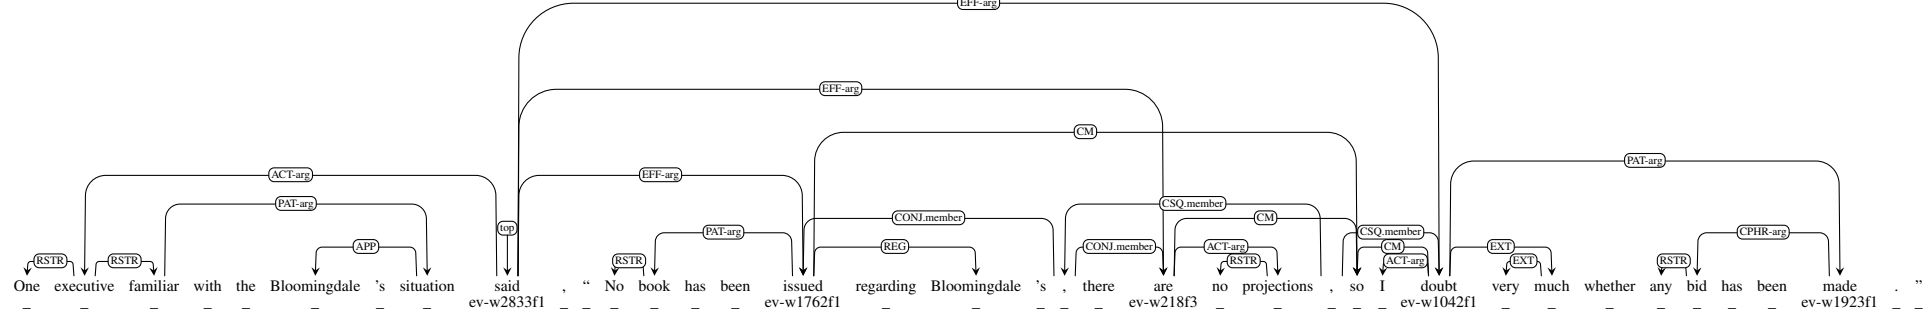 EFF-arg
EFF-arg
CM
PAT-arg
ACT-arg EFF-arg
PAT-arg CSQ.member
CONJ.member CM
top PAT-arg CSQ.member CPHR-arg
APP REG CONJ.member ACT-arg CM EXT
RSTR RSTR RSTR RSTR ACT-arg EXT RSTR
One executive familiar with the Bloomingdale 's situation said , “ No book has been issued regarding Bloomingdale 's , there are no projections , so I doubt very much whether any bid has been made . ”
_ _ _ _ _ _ _ _ ev-w2833f1 _ _ _ _ _ _ ev-w1762f1 _ _ _ _ _ ev-w218f3 _ _ _ _ _ ev-w1042f1 _ _ _ _ _ _ _ ev-w1923f1 _ _